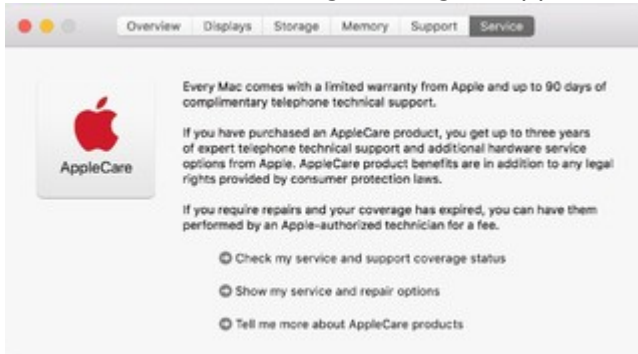 Overview Displays Storage Memory Support Service
Every Mac comes with a limited warranty from Apple and up to 90 days of
complimentary telephone technical support.
If you have purchased an AppleCare product, you get up to three years
of expert telephone technical support and additional hardware service
options from Apple. AppleCare product benefits are in addition to any legal
rights provided by consumer protection laws.
AppleCare
If you require repairs and your coverage has expired, you can have them
performed by an Apple-authorized technician for a fee.
Check my service and support coverage status
Show my service and repair options
Tell me more about AppleCare products